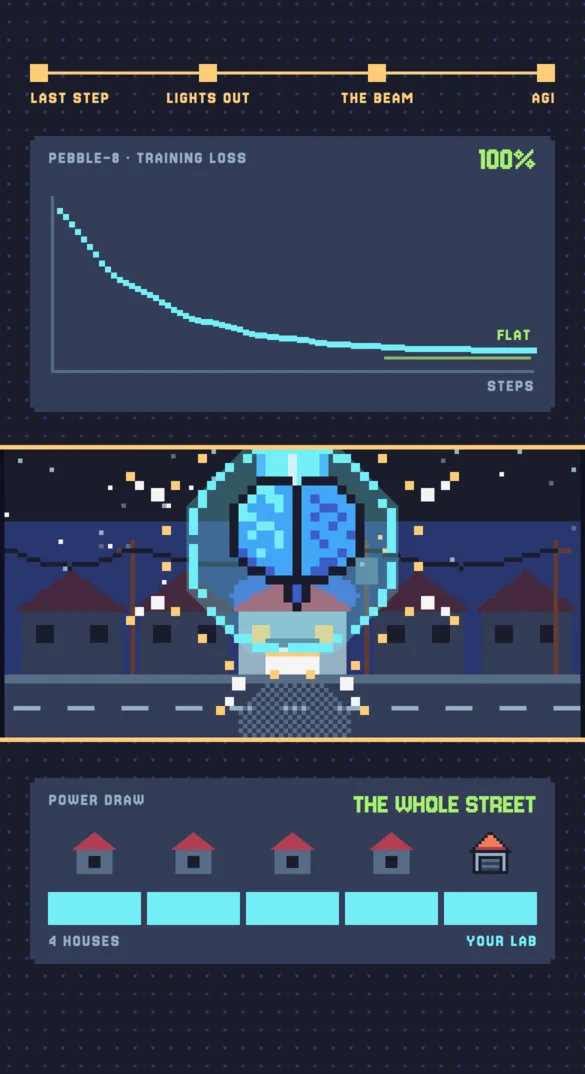 LAST STEP
LIGHTS OUT
THE BEAM
AGI
PEBBLE-8 · TRAINING LOSS
100%
FLAT
STEPS
POWER DRAW
THE WHOLE STREET
4 HOUSES
YOUR LAB